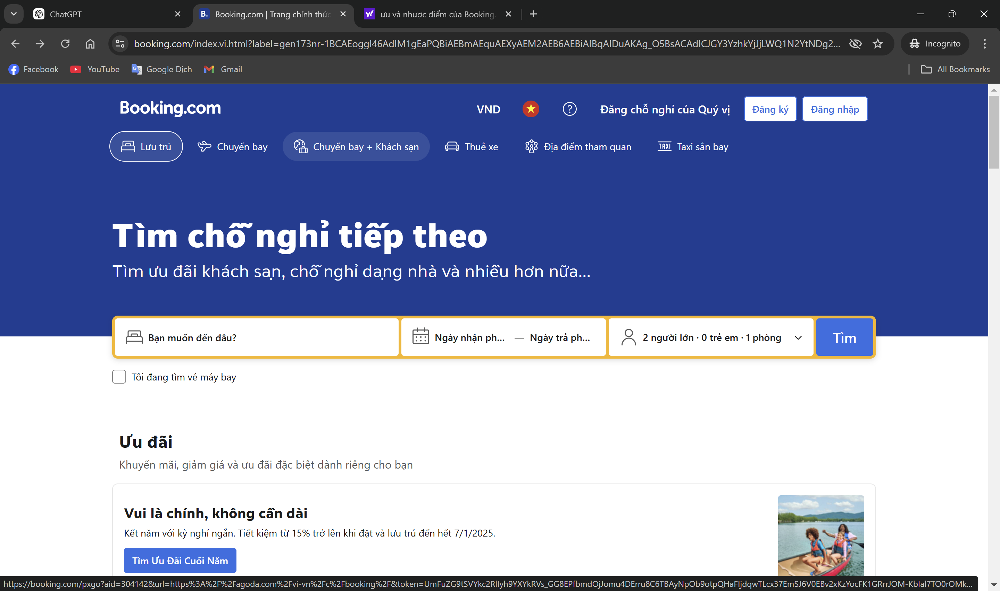 ChatGPT
Booking.com | Trang chính thức
ưu và nhược điểm của Booking.
booking.com/index.vi.html?label=gen173nr-1BCAEoggI46AdIM1gEaPQBiAEBmAEquAEXyAEM2AEB6AEBiAIBqAIDuAKAg_O5BsACAdICJGY3YzhkYjJjLWQ1N2YtNDg2...
Incognito
Facebook
YouTube
Google Dịch
Gmail
All Bookmarks
Booking.com
VND
Đăng chỗ nghỉ của Quý vị
Đăng ký
Đăng nhập
Lưu trú
Chuyến bay
Chuyến bay + Khách sạn
Thuê xe
Địa điểm tham quan
TAXI
Taxi sân bay
Tìm chỗ nghỉ tiếp theo
Tìm ưu đãi khách sạn, chỗ nghỉ dạng nhà và nhiều hơn nữa...
Bạn muốn đến đâu?
Ngày nhận ph... — Ngày trả ph...
2 người lớn · 0 trẻ em · 1 phòng
Tìm
Tôi đang tìm vé máy bay
Ưu đãi
Khuyến mãi, giảm giá và ưu đãi đặc biệt dành riêng cho bạn
Vui là chính, không cần dài
Kết năm với kỳ nghỉ ngắn. Tiết kiệm từ 15% trở lên khi đặt và lưu trú đến hết 7/1/2025.
Tìm Ưu Đãi Cuối Năm
https://booking.com/pxgo?aid=304142&url=https%3A%2F%2Fagoda.com%2Fvi-vn%2Fc%2Fbooking%2F&token=UmFuZG9tSVYkc2RlIyh9YXYkRVs_GG8EPfbmdOjJomu4DErru8C6TBAyNpOb9otpQHaFIjdqwTLcx37EmSJ6V0EBv2xKzYocFK1GRrrJOM-KbIal7TO0rOMk...